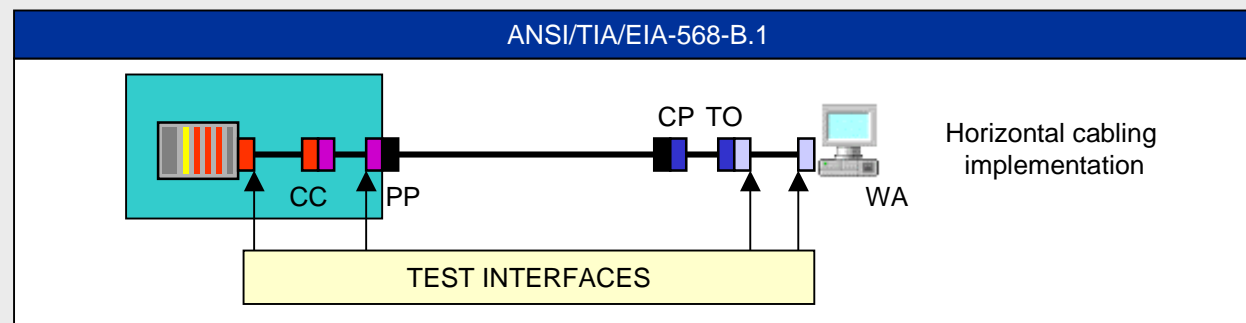 ANSI/TIA/EIA-568-B.1
CP TO
Horizontal cabling
implementation
CC PP WA
TEST INTERFACES